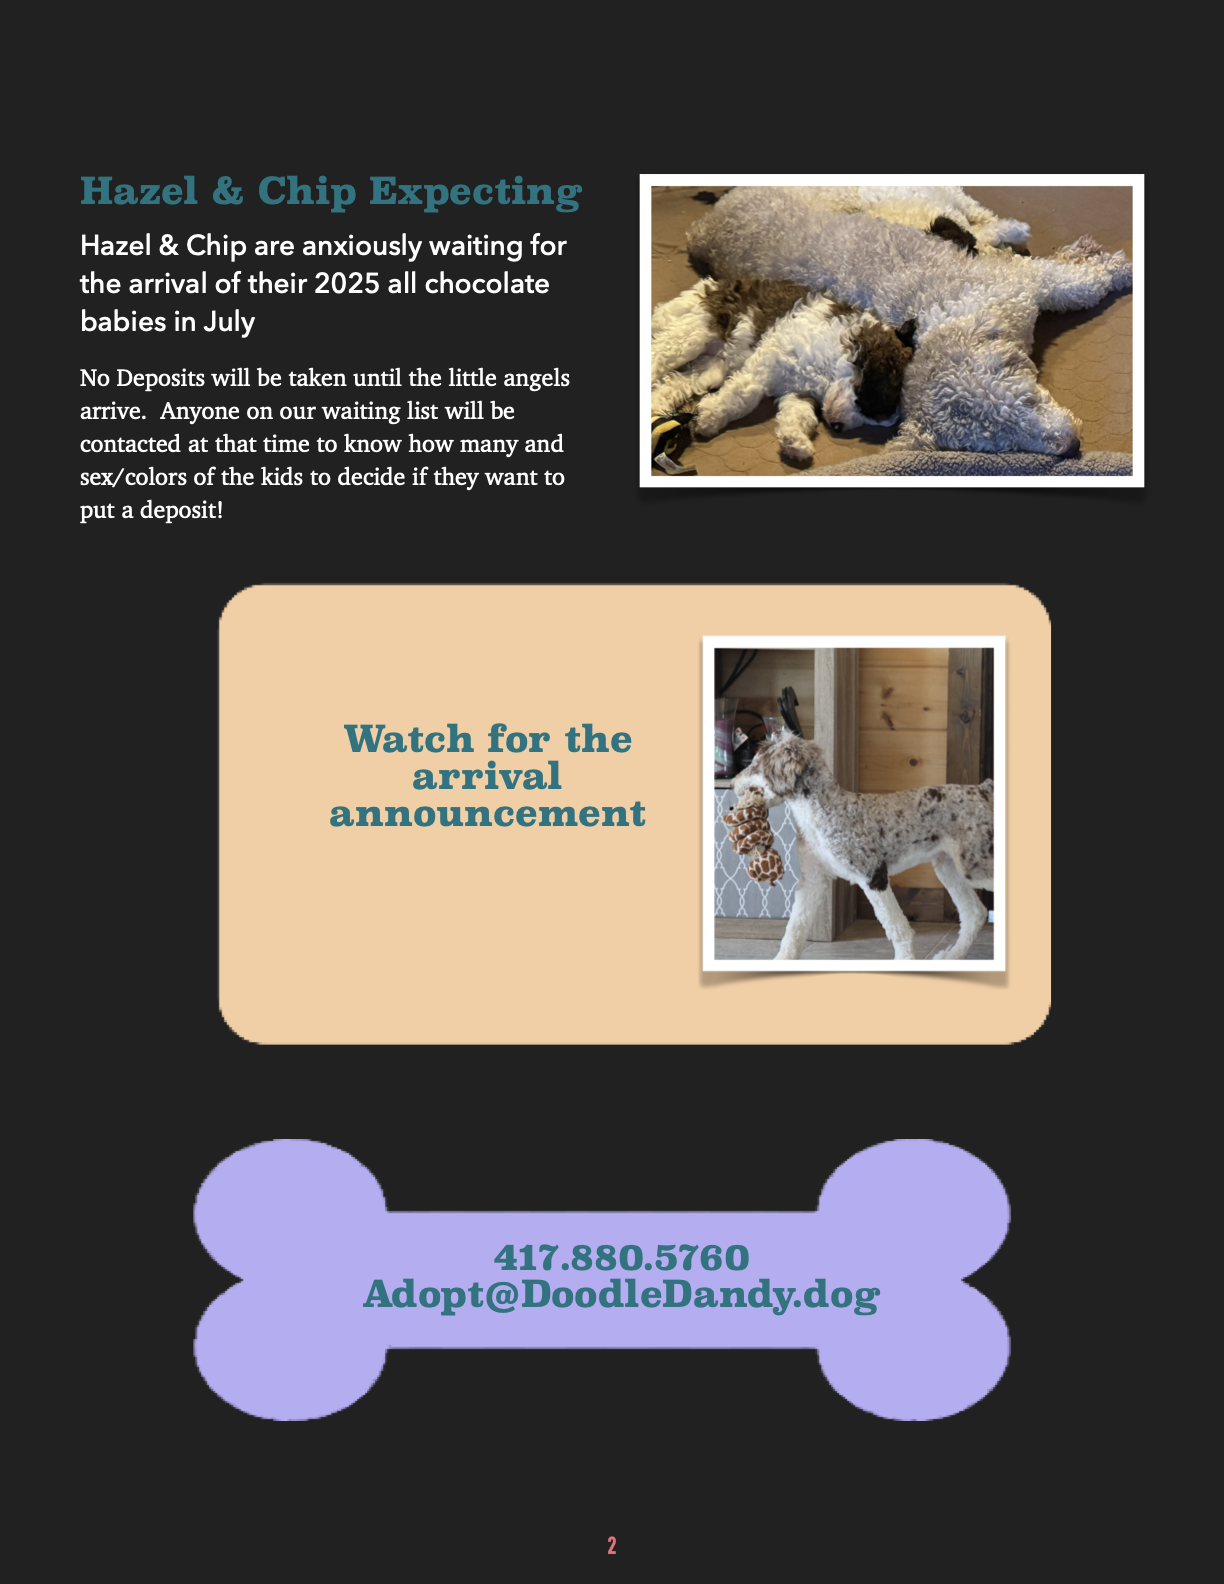 Hazel & Chip Expecting
Hazel & Chip are anxiously waiting for
the arrival of their 2025 all chocolate
babies in July
No Deposits will be taken until the little angels
arrive.  Anyone on our waiting list will be
contacted at that time to know how many and
sex/colors of the kids to decide if they want to
put a deposit!
Watch for the
arrival
announcement
417.880.5760
Adopt@DoodleDandy.dog
2